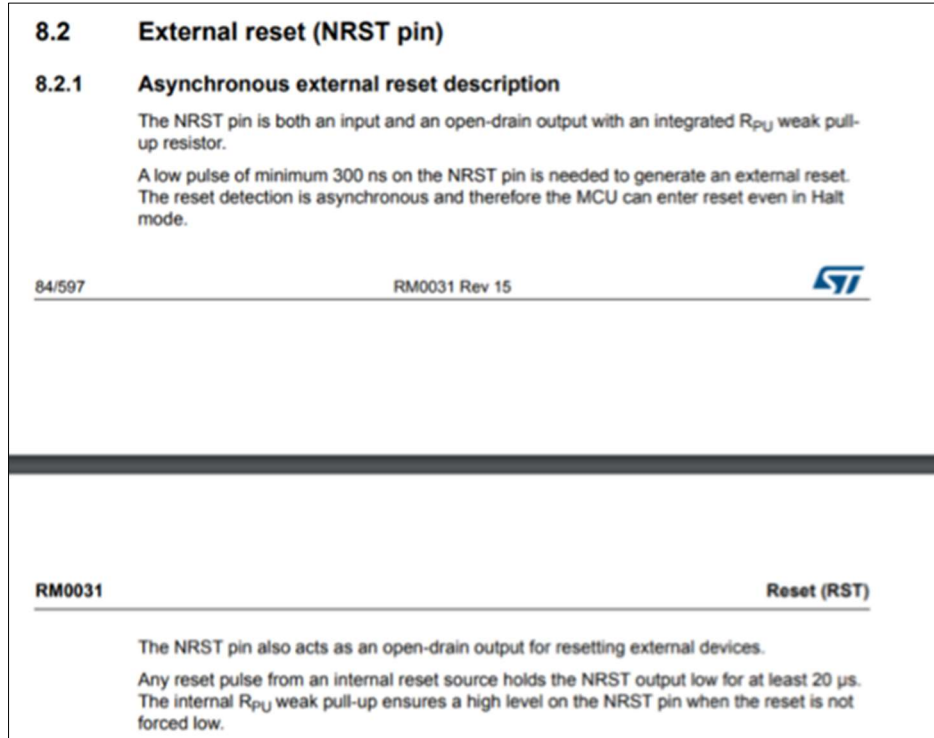 8.2 External reset (NRST pin)
8.2.1 Asynchronous external reset description
The NRST pin is both an input and an open-drain output with an integrated RPU weak pull-
up resistor.
A low pulse of minimum 300 ns on the NRST pin is needed to generate an external reset.
The reset detection is asynchronous and therefore the MCU can enter reset even in Halt
mode.
84/597 RM0031 Rev 15 ST
RM0031 Reset (RST)
The NRST pin also acts as an open-drain output for resetting external devices.
Any reset pulse from an internal reset source holds the NRST output low for at least 20 µs.
The internal RPU weak pull-up ensures a high level on the NRST pin when the reset is not
forced low.